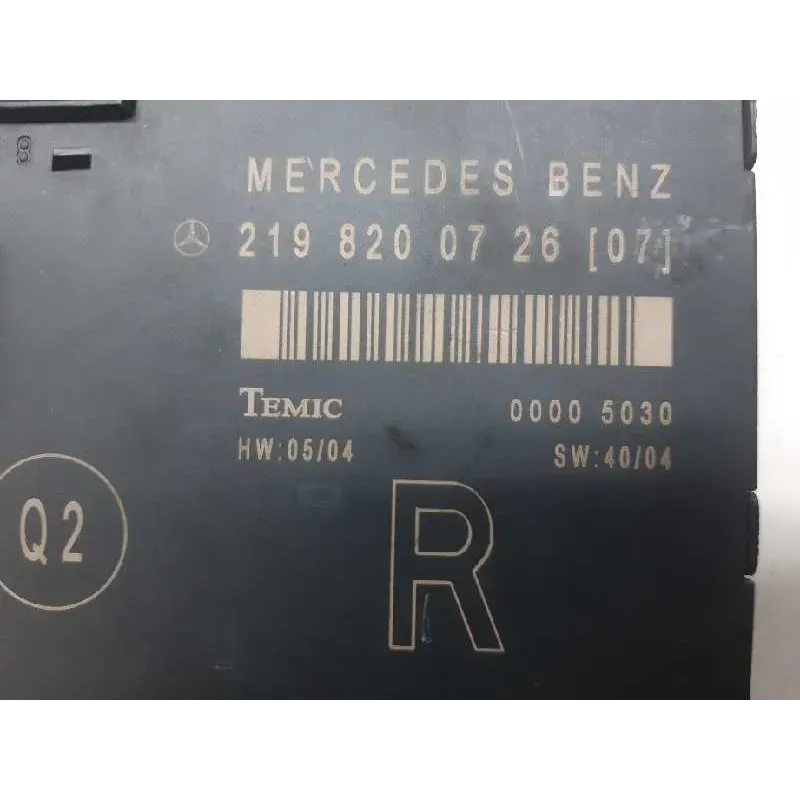 MERCEDES BENZ
219 820 07 26 [07]
TEMIC 0000 5030
HW:05/04 SW:40/04
Q2
R